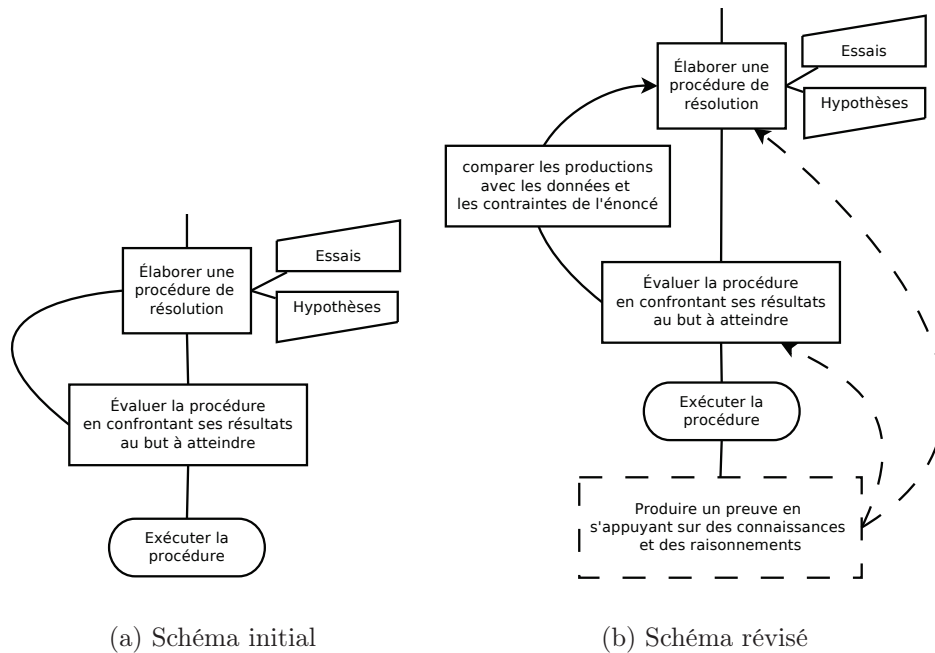 Élaborer une
procédure de
résolution
Essais
Hypothèses
Évaluer la procédure
en confrontant ses résultats
au but à atteindre
Exécuter la
procédure
(a) Schéma initial
Élaborer une
procédure de
résolution
Essais
Hypothèses
comparer les productions
avec les données et
les contraintes de l'énoncé
Évaluer la procédure
en confrontant ses résultats
au but à atteindre
Exécuter la
procédure
Produire un preuve en
s'appuyant sur des connaissances
et des raisonnements
(b) Schéma révisé